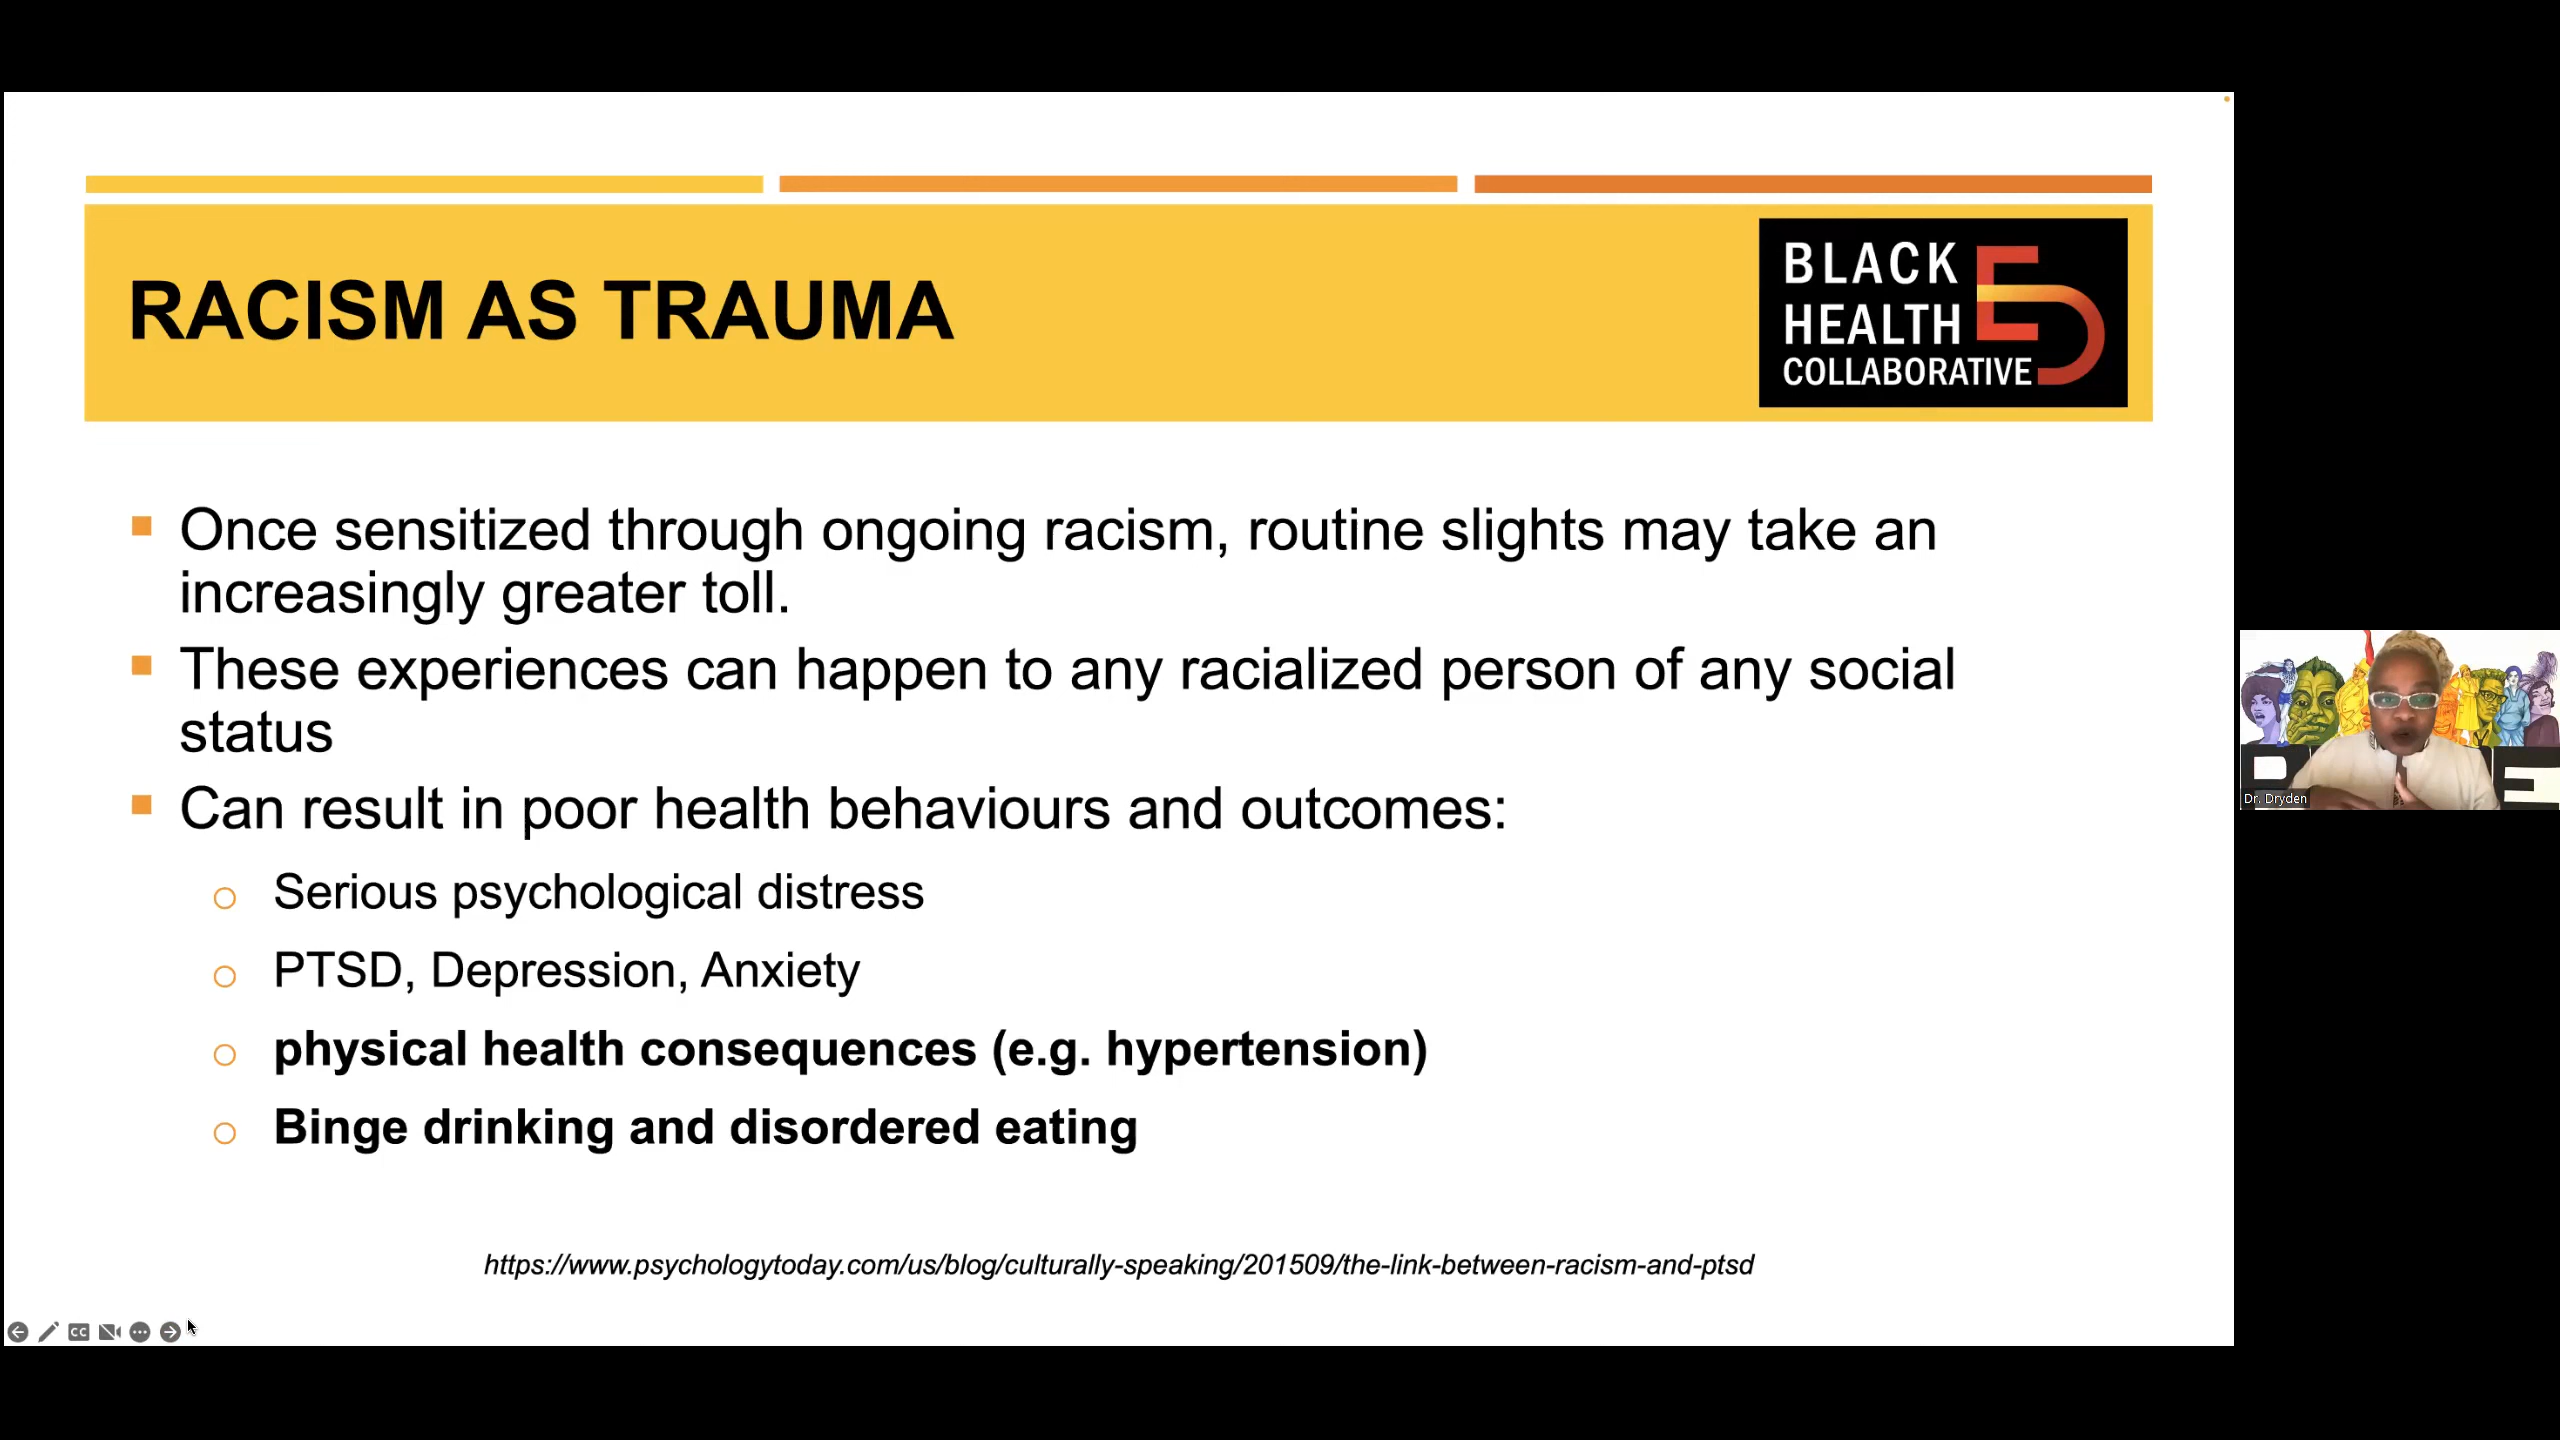 RACISM AS TRAUMA
BLACK
HEALTH
COLLABORATIVE
ED
Once sensitized through ongoing racism, routine slights may take an
increasingly greater toll.
These experiences can happen to any racialized person of any social
status
Can result in poor health behaviours and outcomes:
Serious psychological distress
PTSD, Depression, Anxiety
physical health consequences (e.g. hypertension)
Binge drinking and disordered eating
https://www.psychologytoday.com/us/blog/culturally-speaking/201509/the-link-between-racism-and-ptsd
CC
Dr. Dryden